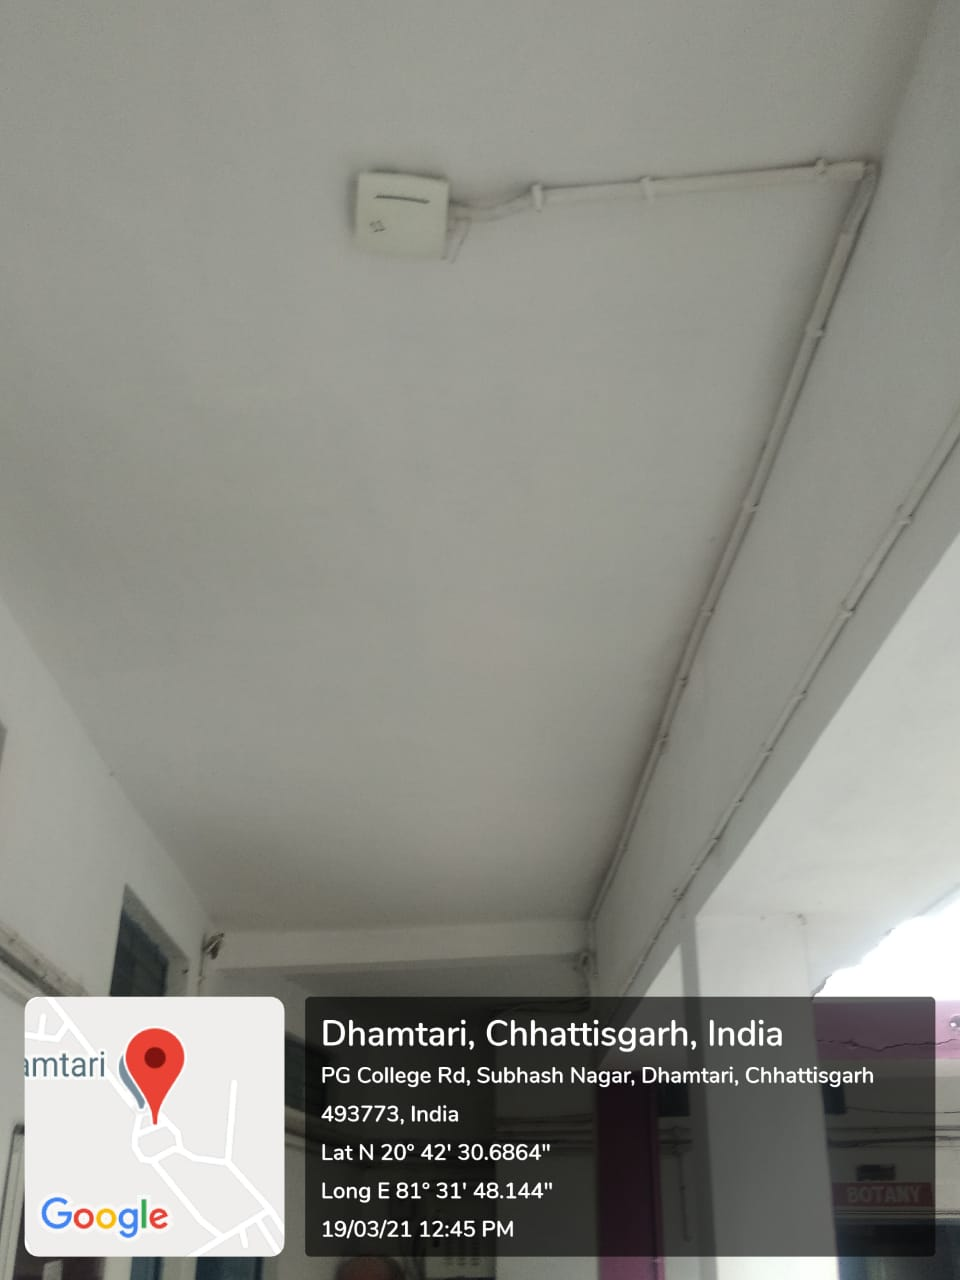 Dhamtari, Chhattisgarh, India
PG College Rd, Subhash Nagar, Dhamtari, Chhattisgarh
493773, India
Lat N 20° 42' 30.6864"
Long E 81° 31' 48.144"
19/03/21 12:45 PM
amtari
Google
BOTANY